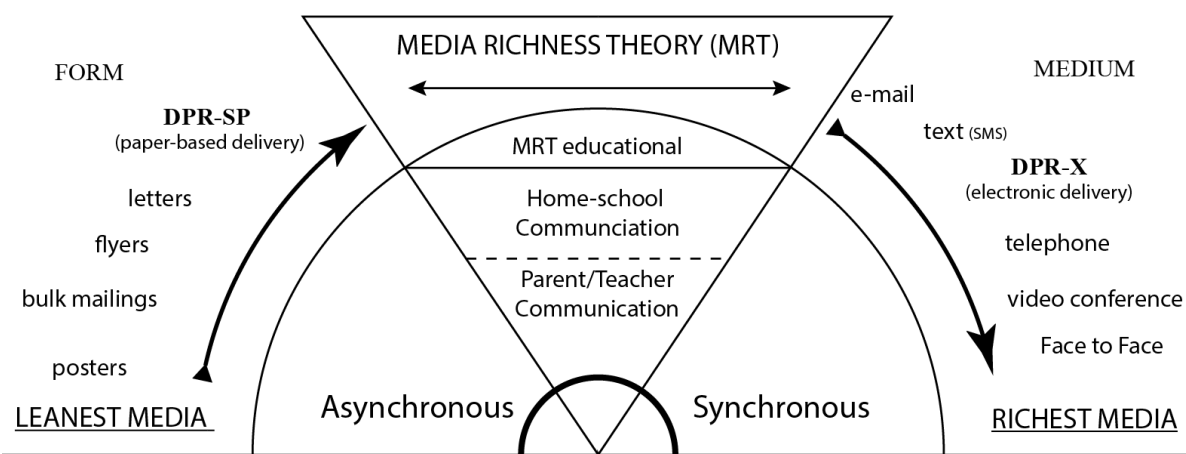 MEDIA RICHNESS THEORY (MRT)
FORM
MEDIUM
DPR-SP
(paper-based delivery)
letters
flyers
bulk mailings
posters
LEANEST MEDIA
MRT educational
Home-school
Communciation
Parent/Teacher
Communication
Asynchronous
Synchronous
e-mail
text (SMS)
DPR-X
(electronic delivery)
telephone
video conference
Face to Face
RICHEST MEDIA